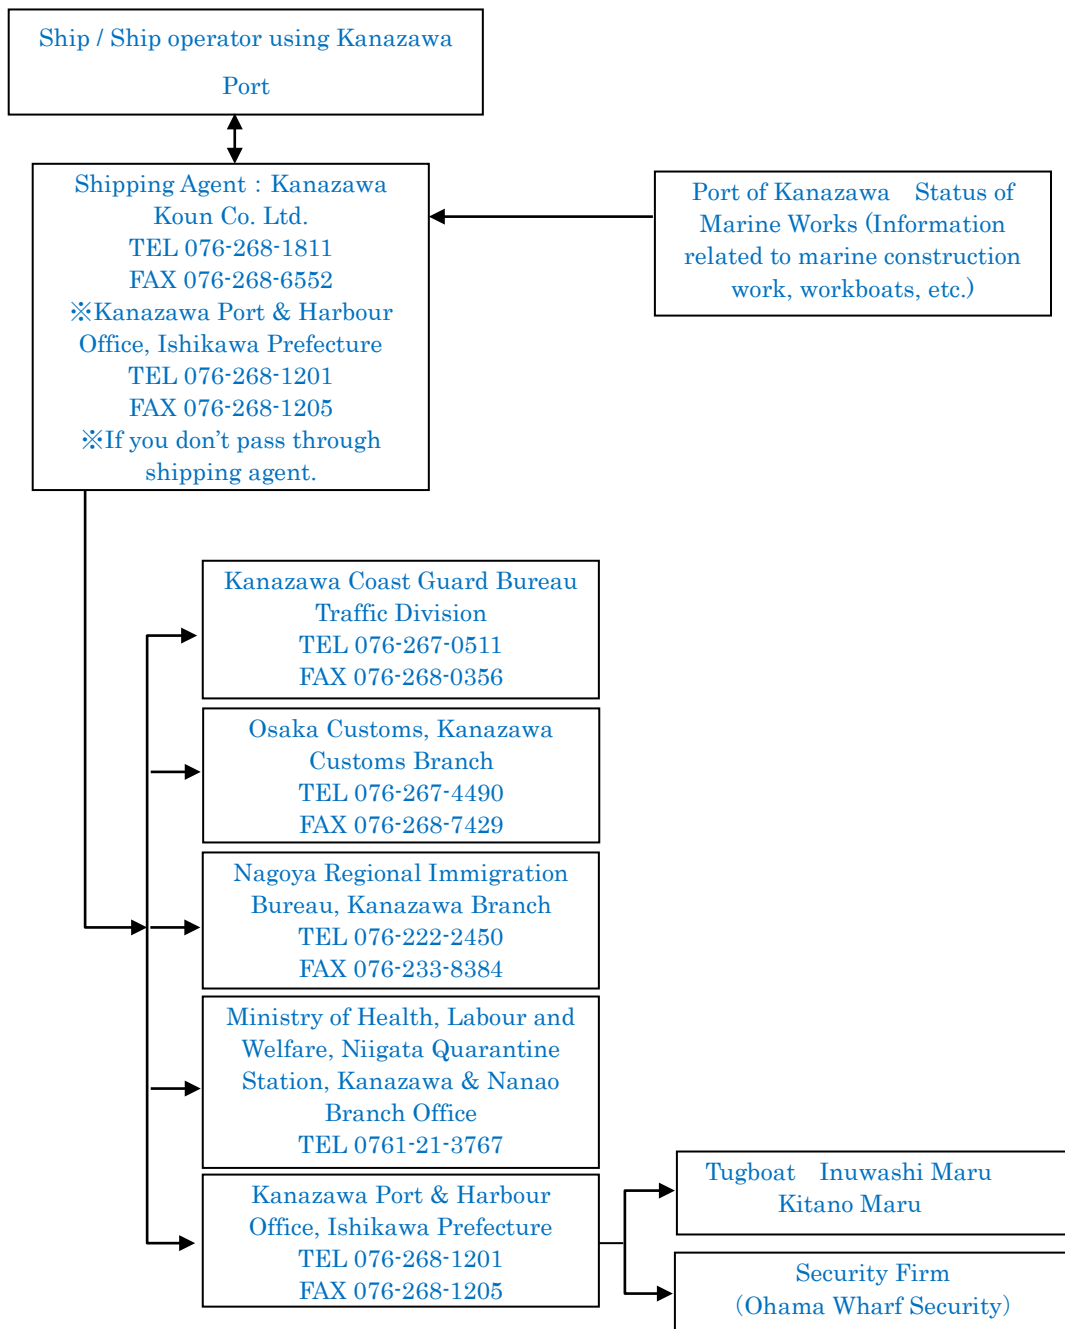 Ship / Ship operator using Kanazawa
Port
Shipping Agent：Kanazawa
Koun Co. Ltd.
TEL 076-268-1811
FAX 076-268-6552
※Kanazawa Port & Harbour
Office, Ishikawa Prefecture
TEL 076-268-1201
FAX 076-268-1205
※If you don’t pass through
shipping agent.
Port of Kanazawa　Status of
Marine Works (Information
related to marine construction
work, workboats, etc.)
Kanazawa Coast Guard Bureau
Traffic Division
TEL 076-267-0511
FAX 076-268-0356
Osaka Customs, Kanazawa
Customs Branch
TEL 076-267-4490
FAX 076-268-7429
Nagoya Regional Immigration
Bureau, Kanazawa Branch
TEL 076-222-2450
FAX 076-233-8384
Ministry of Health, Labour and
Welfare, Niigata Quarantine
Station, Kanazawa & Nanao
Branch Office
TEL 0761-21-3767
Kanazawa Port & Harbour
Office, Ishikawa Prefecture
TEL 076-268-1201
FAX 076-268-1205
Tugboat　Inuwashi Maru
Kitano Maru
Security Firm
（Ohama Wharf Security）